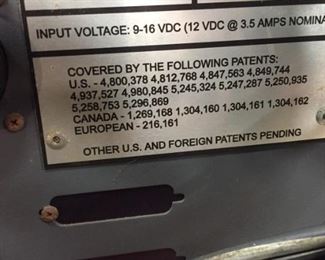 INPUT VOLTAGE: 9-16 VDC (12 VDC @ 3.5 AMPS NOMINA
COVERED BY THE FOLLOWING PATENTS:
U.S. - 4,800,378 4,812,768 4,847,563 4,849,744
4,937,527 4,980,845 5,245,324 5,247,287 5,250,935
5,258,753 5,296,869
CANADA - 1,269,168 1,304,160 1,304,161 1,304,162
EUROPEAN - 216,161
OTHER U.S. AND FOREIGN PATENTS PENDING